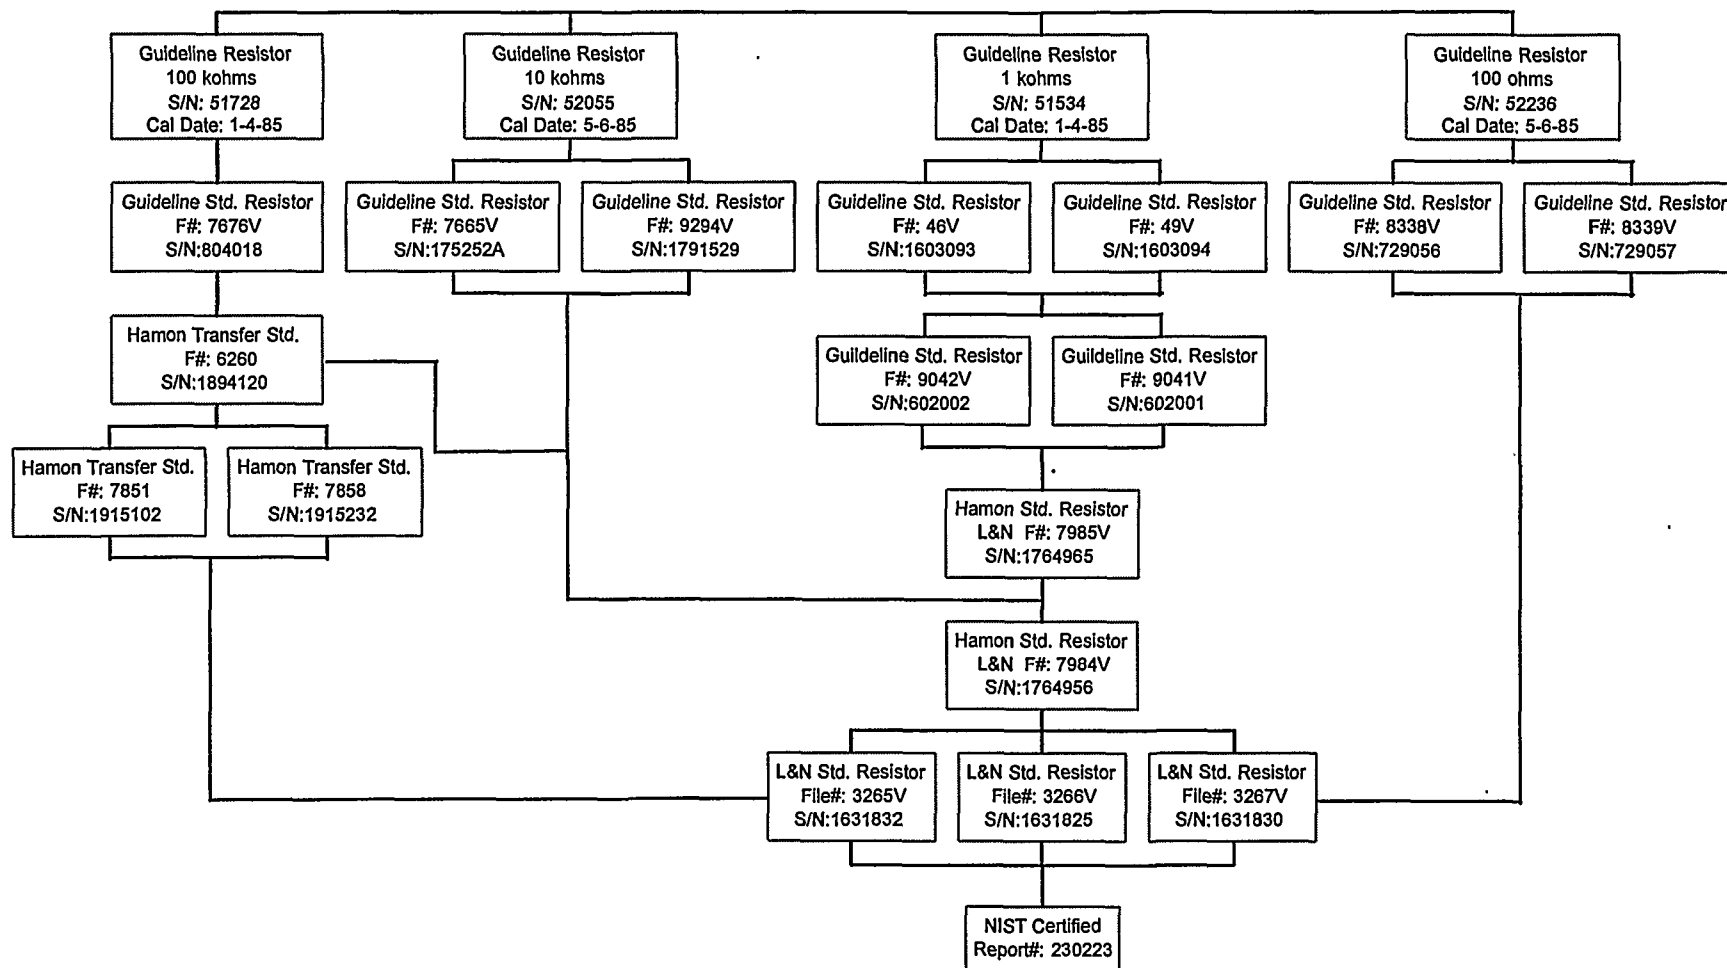 Guideline Resistor
100 kohms
S/N: 51728
Cal Date: 1-4-85
Guideline Resistor
10 kohms
S/N: 52055
Cal Date: 5-6-85
Guideline Resistor
1 kohms
S/N: 51534
Cal Date: 1-4-85
Guideline Resistor
100 ohms
S/N: 52236
Cal Date: 5-6-85
Guideline Std. Resistor
F#: 7676V
S/N:804018
Guideline Std. Resistor
F#: 7665V
S/N:175252A
Guideline Std. Resistor
F#: 9294V
S/N:1791529
Guideline Std. Resistor
F#: 46V
S/N:1603093
Guideline Std. Resistor
F#: 49V
S/N:1603094
Guideline Std. Resistor
F#: 8338V
S/N:729056
Guideline Std. Resistor
F#: 8339V
S/N:729057
Hamon Transfer Std.
F#: 6260
S/N:1894120
Guildeline Std. Resistor
F#: 9042V
S/N:602002
Guildeline Std. Resistor
F#: 9041V
S/N:602001
Hamon Transfer Std.
F#: 7851
S/N:1915102
Hamon Transfer Std.
F#: 7858
S/N:1915232
Hamon Std. Resistor
L&N F#: 7985V
S/N:1764965
Hamon Std. Resistor
L&N F#: 7984V
S/N:1764956
L&N Std. Resistor
File#: 3265V
S/N:1631832
L&N Std. Resistor
File#: 3266V
S/N:1631825
L&N Std. Resistor
File#: 3267V
S/N:1631830
NIST Certified
Report#: 230223